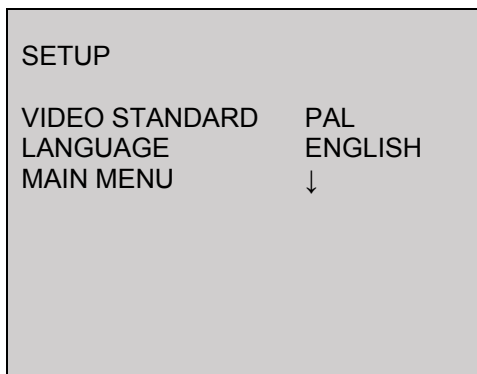 SETUP
VIDEO STANDARD PAL
LANGUAGE ENGLISH
MAIN MENU ↓